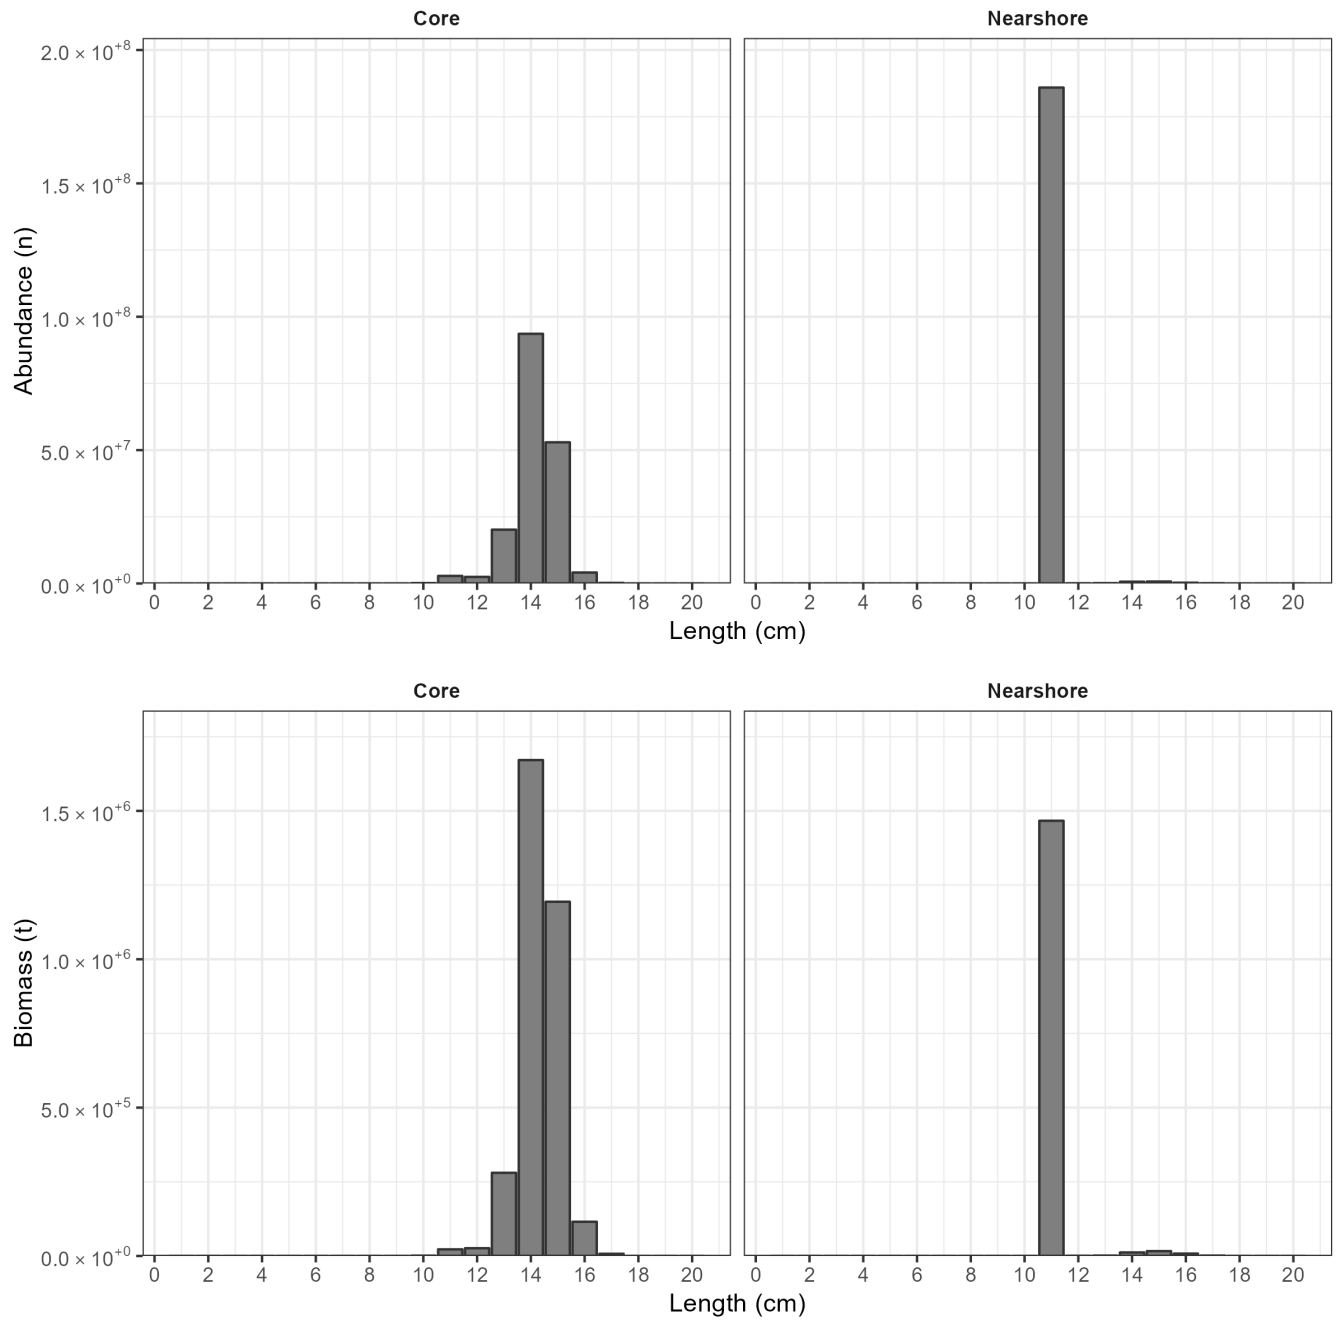 Core Nearshore
2.0 × 10⁺⁸
1.5 × 10⁺⁸
1.0 × 10⁺⁸
5.0 × 10⁺⁷
0.0 × 10⁺⁰
Abundance (n)
0 2 4 6 8 10 12 14 16 18 20 0 2 4 6 8 10 12 14 16 18 20
Length (cm)
Core Nearshore
1.5 × 10⁺⁶
1.0 × 10⁺⁶
5.0 × 10⁺⁵
0.0 × 10⁺⁰
Biomass (t)
0 2 4 6 8 10 12 14 16 18 20 0 2 4 6 8 10 12 14 16 18 20
Length (cm)